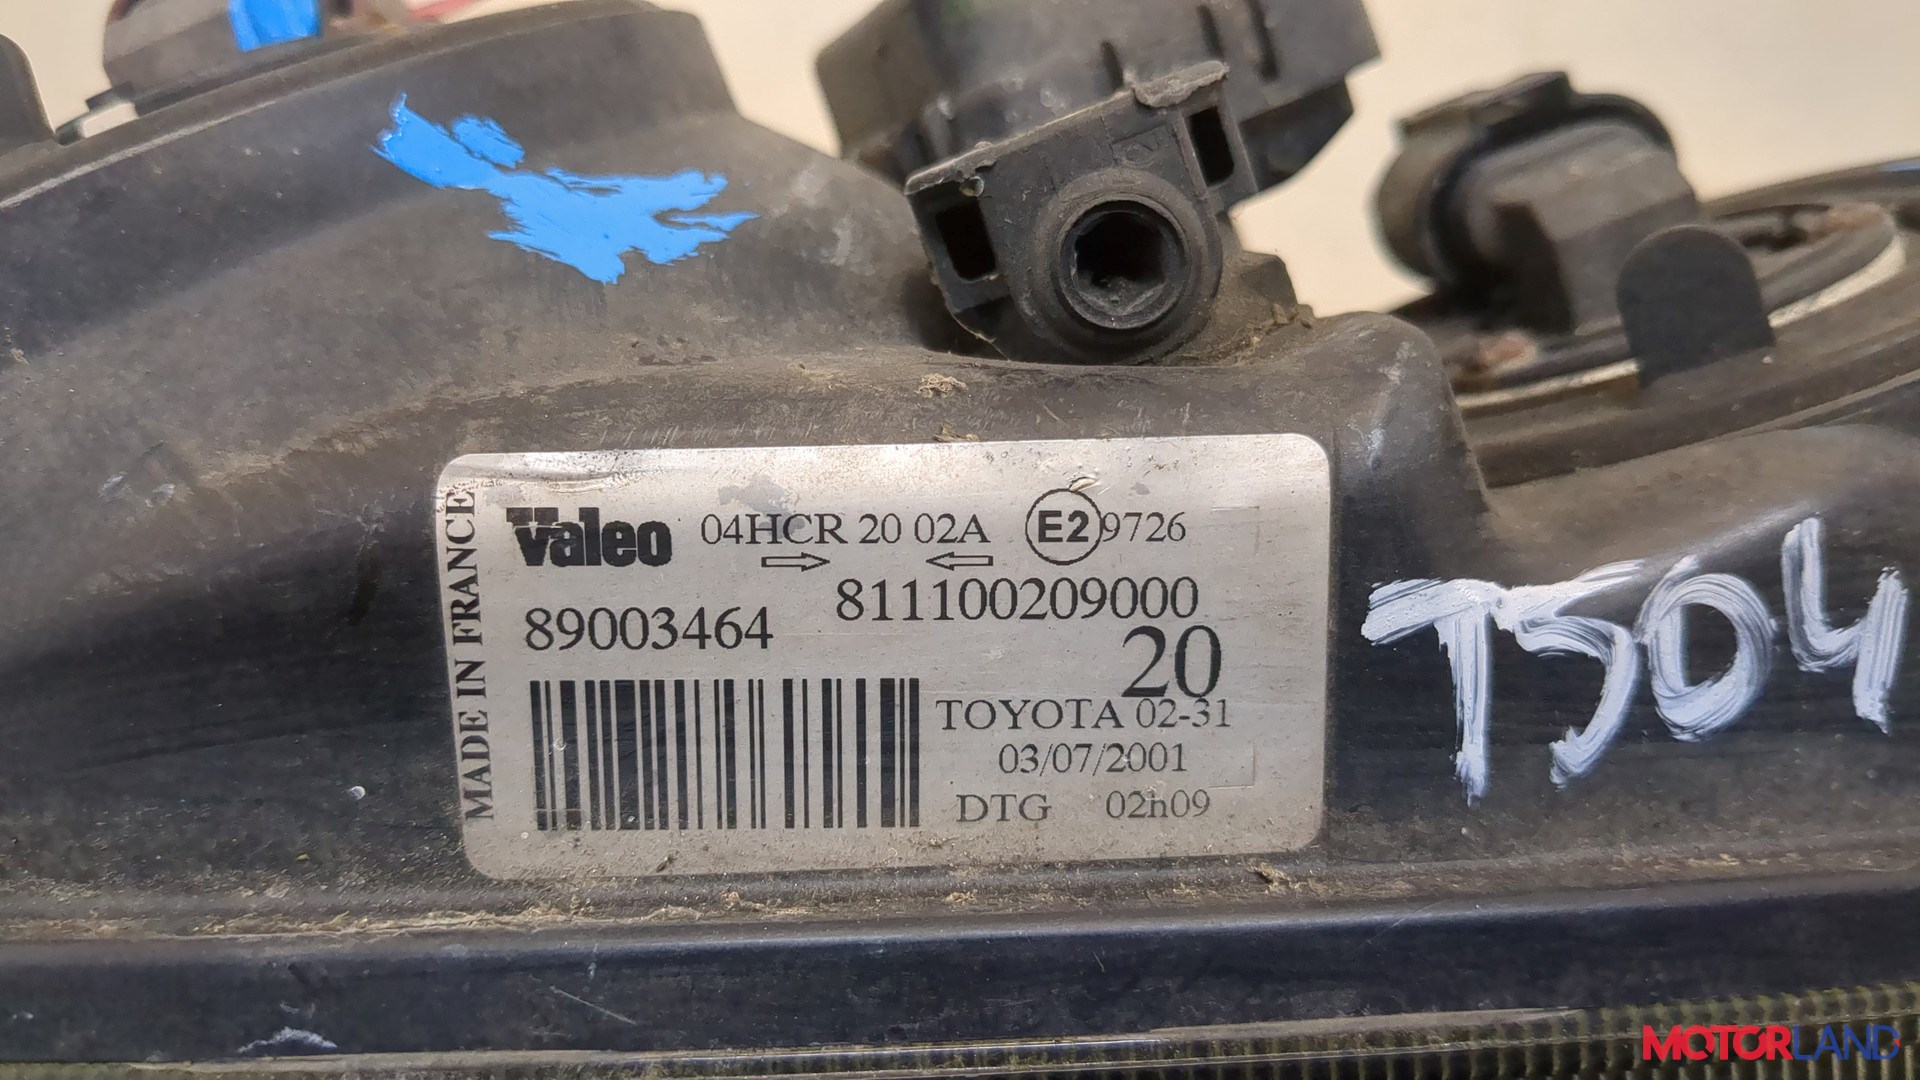 MADE IN FRANCE
Valeo 04HCR 20 02A E2 9726
811100209000
89003464
20
TOYOTA 02-31
03/07/2001
DTG 02h09
T504
MOTORLAND